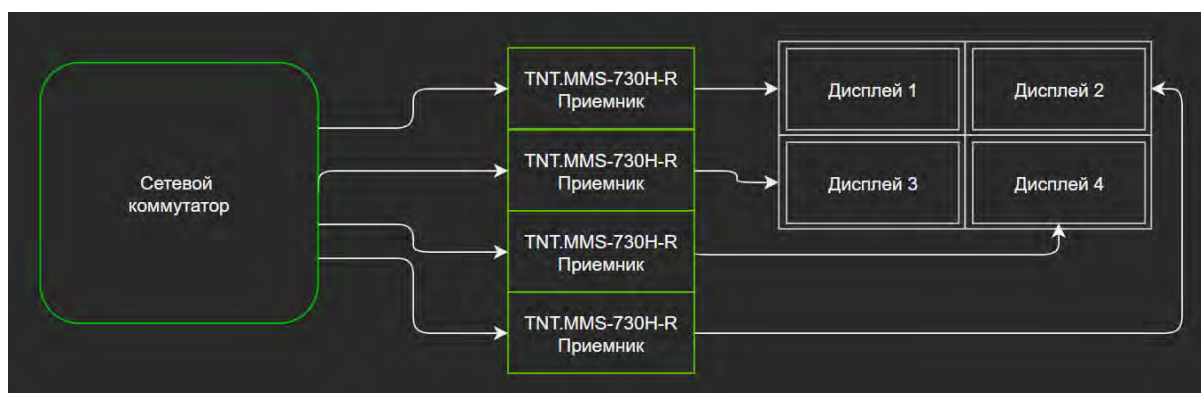 Сетевой
коммутатор
TNT.MMS-730H-R
Приемник
TNT.MMS-730H-R
Приемник
TNT.MMS-730H-R
Приемник
TNT.MMS-730H-R
Приемник
Дисплей 1
Дисплей 2
Дисплей 3
Дисплей 4